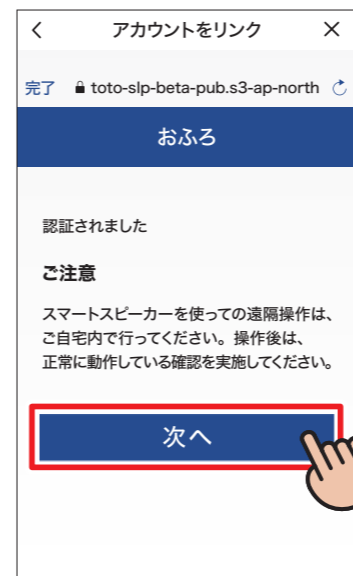 アカウントをリンク
完了 toto-slp-beta-pub.s3-ap-north
おふろ
認証されました
ご注意
スマートスピーカーを使っての遠隔操作は、
ご自宅内で行ってください。操作後は、
正常に動作している確認を実施してください。
次へ